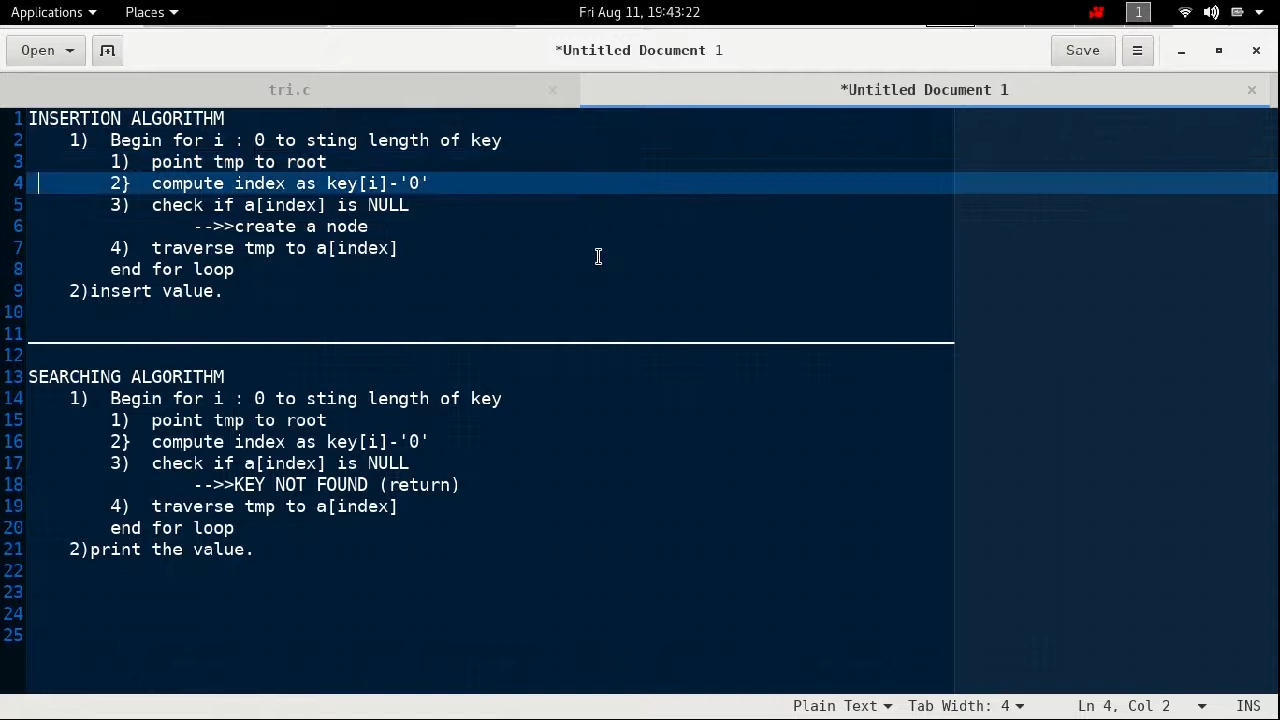 Applications Places Fri Aug 11, 19:43:22 1
Open *Untitled Document 1 Save
tri.c *Untitled Document 1
1 INSERTION ALGORITHM
2 1) Begin for i : 0 to sting length of key
3 1) point tmp to root
4 2} compute index as key[i]-'0'
5 3) check if a[index] is NULL
6 -->>create a node
7 4) traverse tmp to a[index]
8 end for loop
9 2)insert value.
10
11
12
13 SEARCHING ALGORITHM
14 1) Begin for i : 0 to sting length of key
15 1) point tmp to root
16 2} compute index as key[i]-'0'
17 3) check if a[index] is NULL
18 -->>KEY NOT FOUND (return)
19 4) traverse tmp to a[index]
20 end for loop
21 2)print the value.
22
23
24
25
Plain Text Tab Width: 4 Ln 4, Col 2 INS